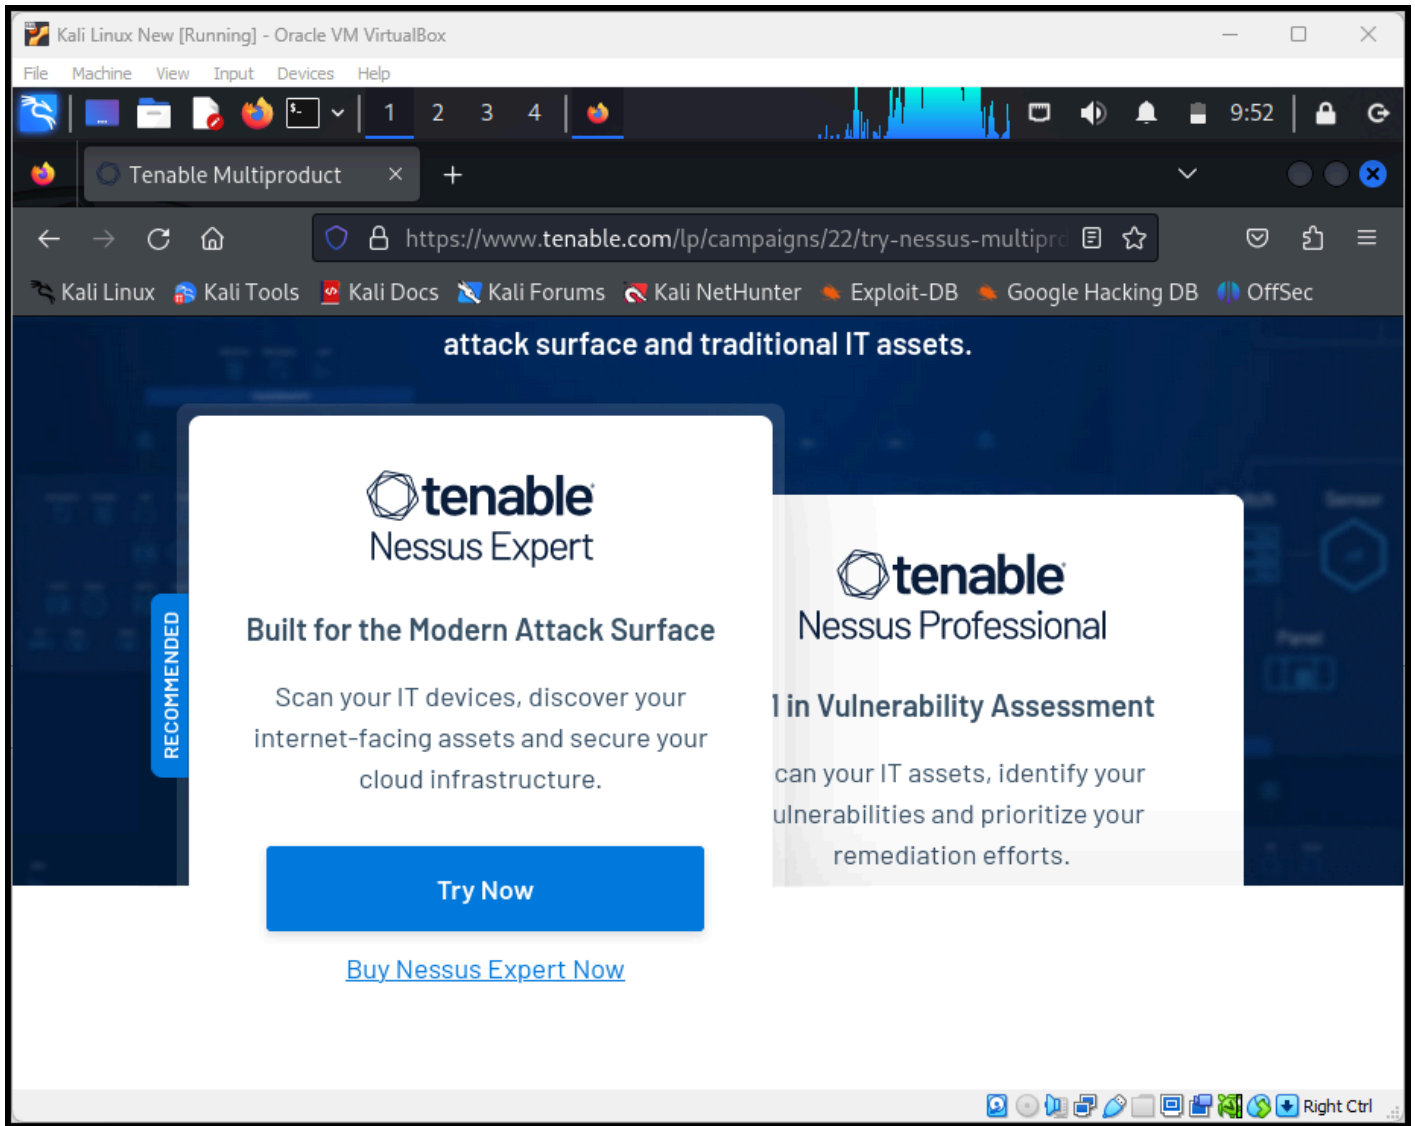 Kali Linux New [Running] - Oracle VM VirtualBox
File Machine View Input Devices Help
1 2 3 4 9:52
Tenable Multiproduct
https://www.tenable.com/lp/campaigns/22/try-nessus-multipro
Kali Linux Kali Tools Kali Docs Kali Forums Kali NetHunter Exploit-DB Google Hacking DB OffSec
attack surface and traditional IT assets.
tenable
Nessus Expert
RECOMMENDED
Built for the Modern Attack Surface
Scan your IT devices, discover your
internet-facing assets and secure your
cloud infrastructure.
Try Now
Buy Nessus Expert Now
tenable
Nessus Professional
1 in Vulnerability Assessment
can your IT assets, identify your
ulnerabilities and prioritize your
remediation efforts.
Sensor
Panel
Right Ctrl